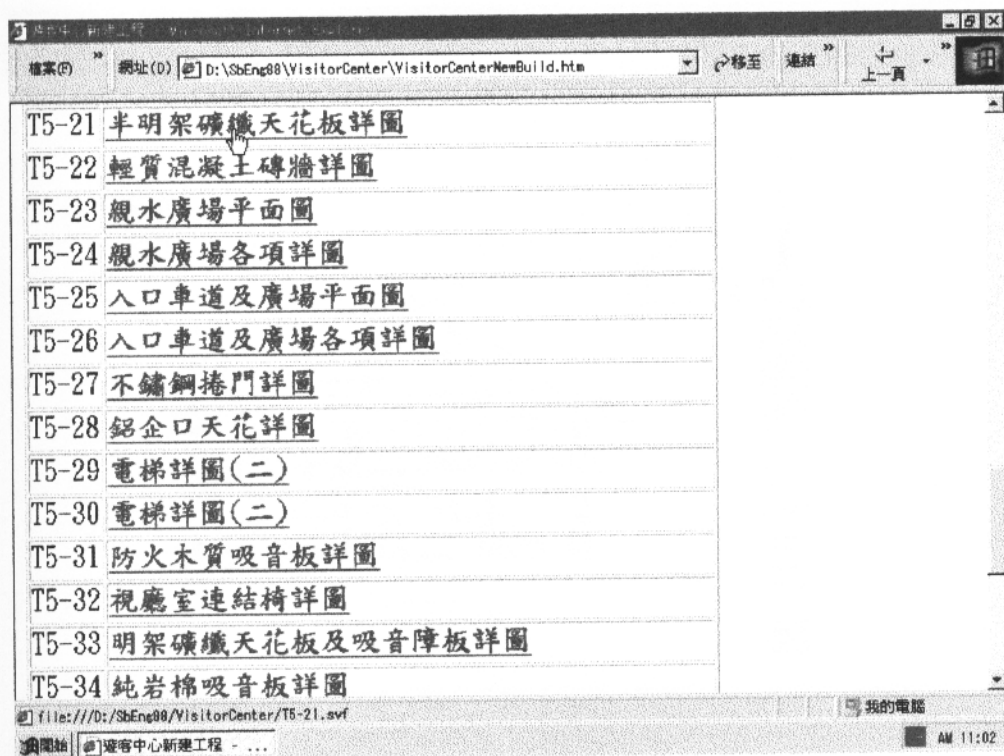 檔案(F) » 網址(D) D:\SbEng88\VisitorCenter\VisitorCenterNewBuild.htm 移至 連結 » 上一頁 »
T5-21 半明架礦纖天花板詳圖
T5-22 輕質混凝土磚牆詳圖
T5-23 親水廣場平面圖
T5-24 親水廣場各項詳圖
T5-25 入口車道及廣場平面圖
T5-26 入口車道及廣場各項詳圖
T5-27 不鏽鋼捲門詳圖
T5-28 鋁企口天花詳圖
T5-29 電梯詳圖(二)
T5-30 電梯詳圖(二)
T5-31 防火木質吸音板詳圖
T5-32 視廳室連結椅詳圖
T5-33 明架礦纖天花板及吸音障板詳圖
T5-34 純岩棉吸音板詳圖
file:///D:/SbEng88/VisitorCenter/T5-21.svf 我的電腦
開始 遊客中心新建工程 - ... AM 11:02